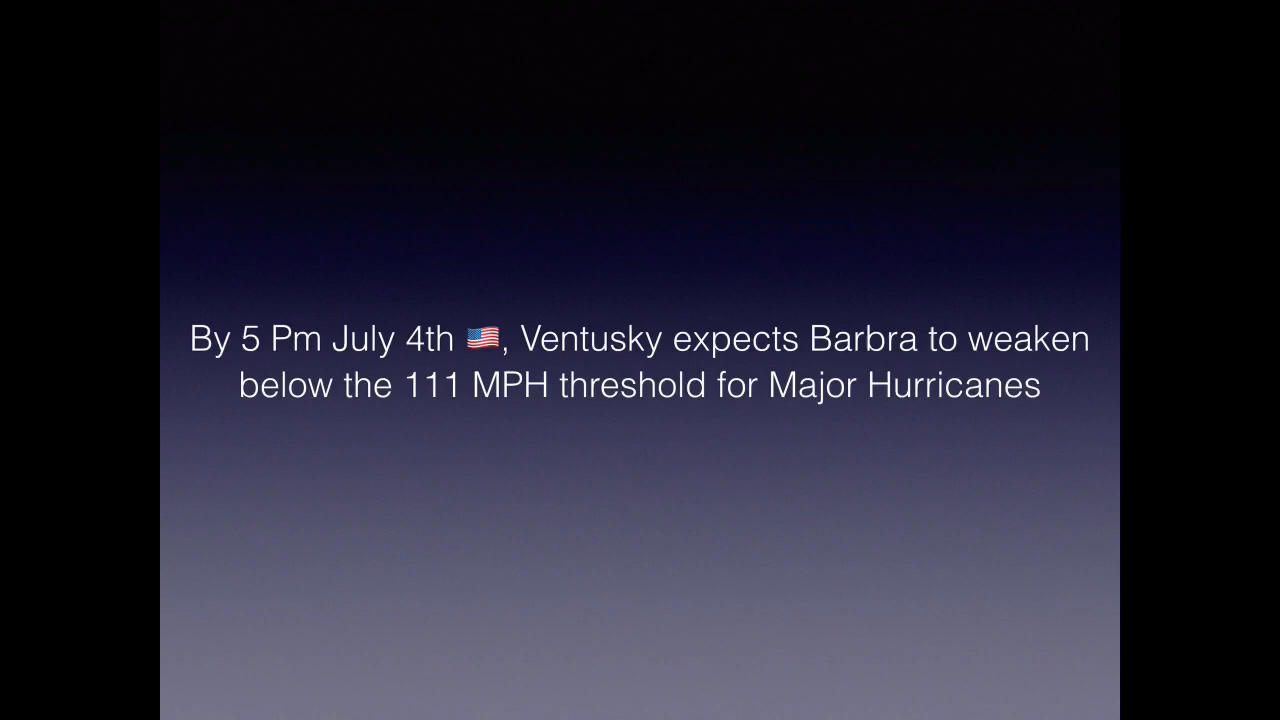 By 5 Pm July 4th 🇺🇸, Ventusky expects Barbra to weaken
below the 111 MPH threshold for Major Hurricanes